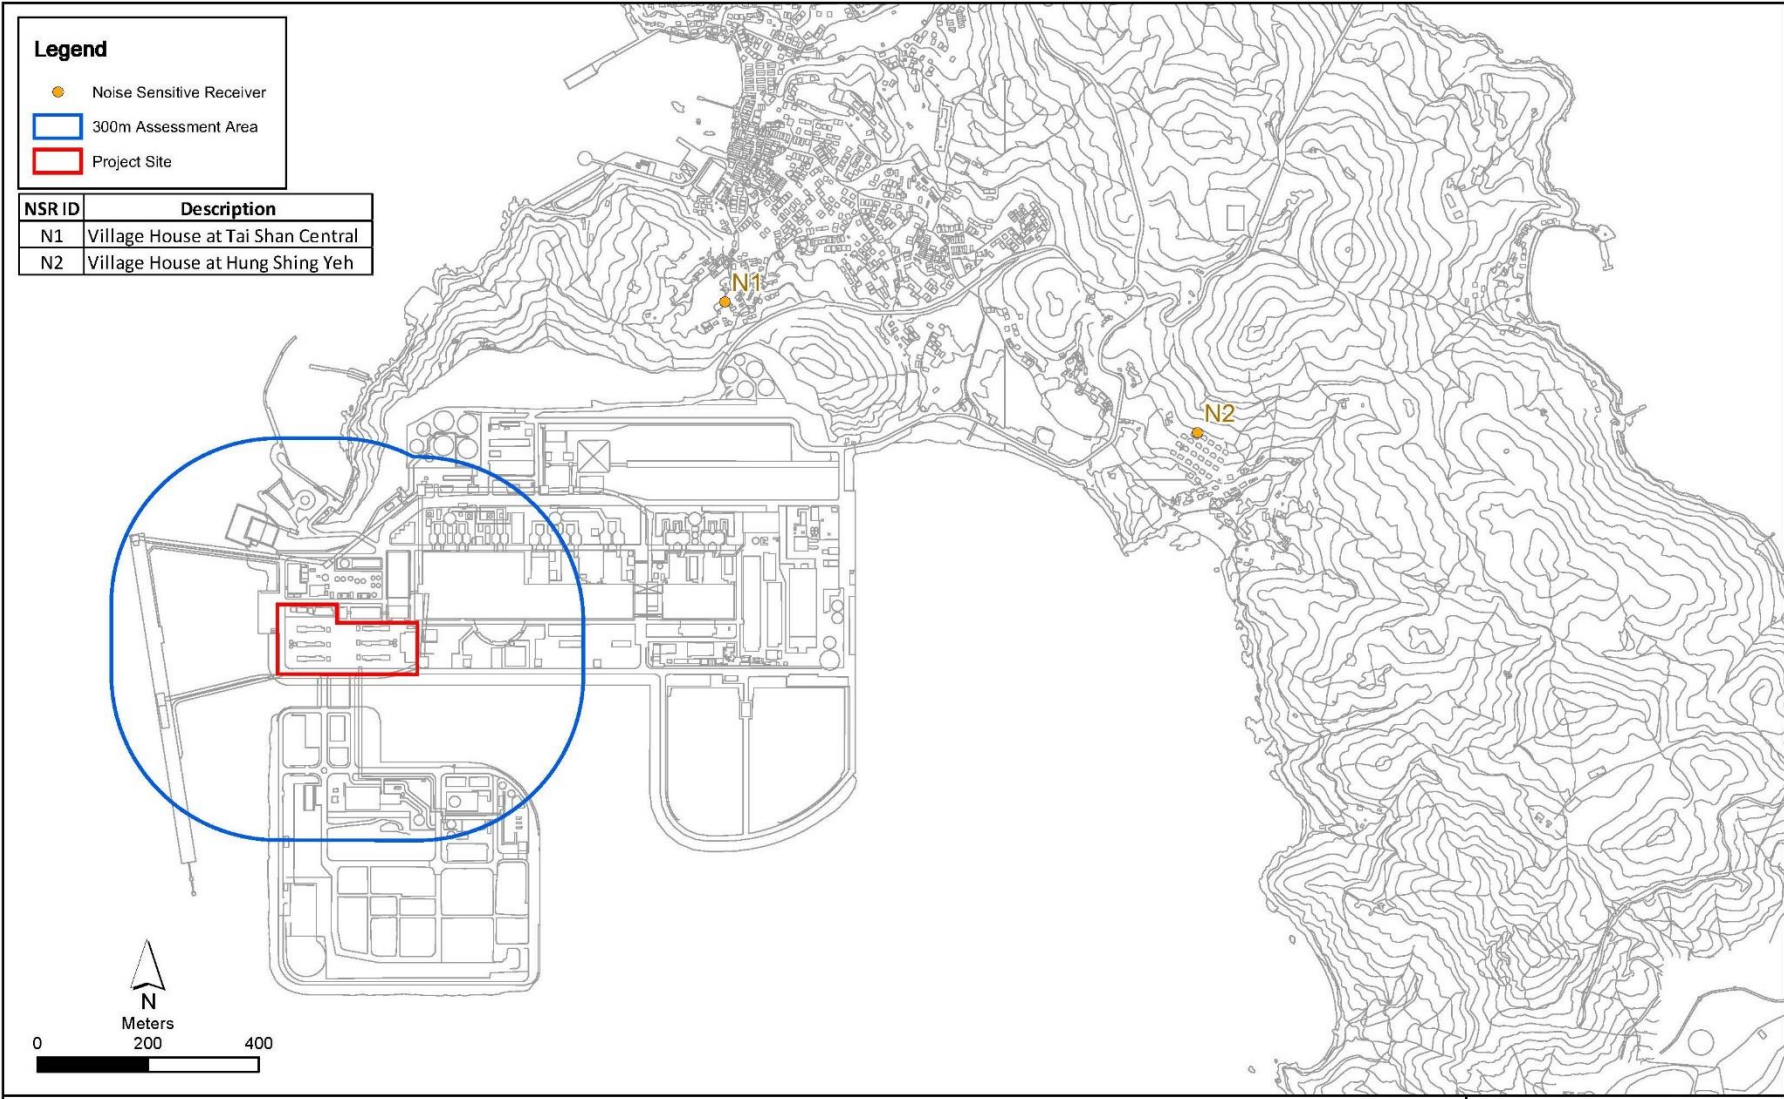 Legend
Noise Sensitive Receiver
300m Assessment Area
Project Site
NSR ID Description
N1 Village House at Tai Shan Central
N2 Village House at Hung Shing Yeh
N1
N2
N
Meters
0 200 400